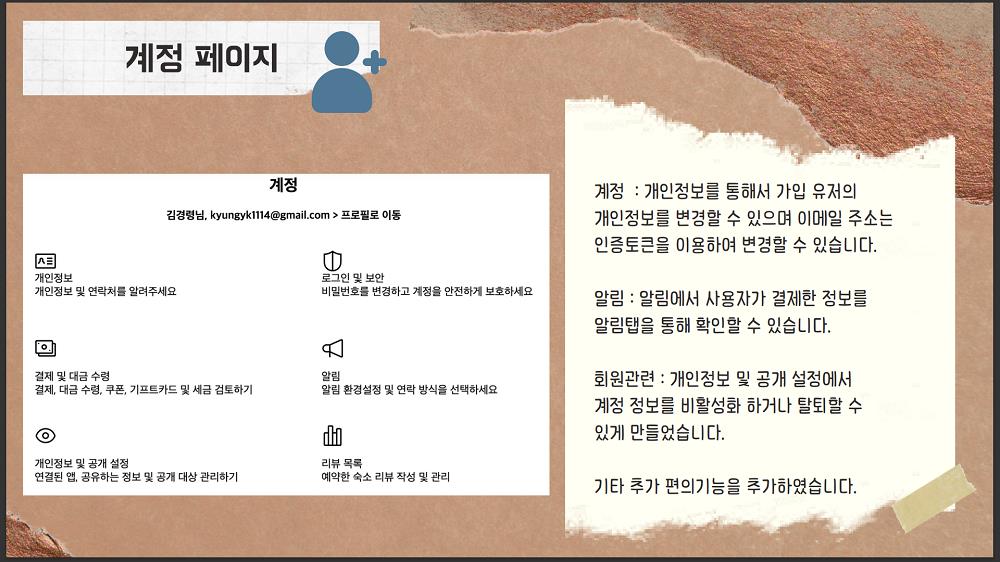 계정 페이지
계정
김경령님, kyungyk1114@gmail.com > 프로필로 이동
개인정보
개인정보 및 연락처를 알려주세요
로그인 및 보안
비밀번호를 변경하고 계정을 안전하게 보호하세요
결제 및 대금 수령
결제, 대금 수령, 쿠폰, 기프트카드 및 세금 검토하기
알림
알림 환경설정 및 연락 방식을 선택하세요
개인정보 및 공개 설정
연결된 앱, 공유하는 정보 및 공개 대상 관리하기
리뷰 목록
예약한 숙소 리뷰 작성 및 관리
계정 : 개인정보를 통해서 가입 유저의
개인정보를 변경할 수 있으며 이메일 주소는
인증토큰을 이용하여 변경할 수 있습니다.
알림 : 알림에서 사용자가 결제한 정보를
알림탭을 통해 확인할 수 있습니다.
회원관련 : 개인정보 및 공개 설정에서
계정 정보를 비활성화 하거나 탈퇴할 수
있게 만들었습니다.
기타 추가 편의기능을 추가하였습니다.